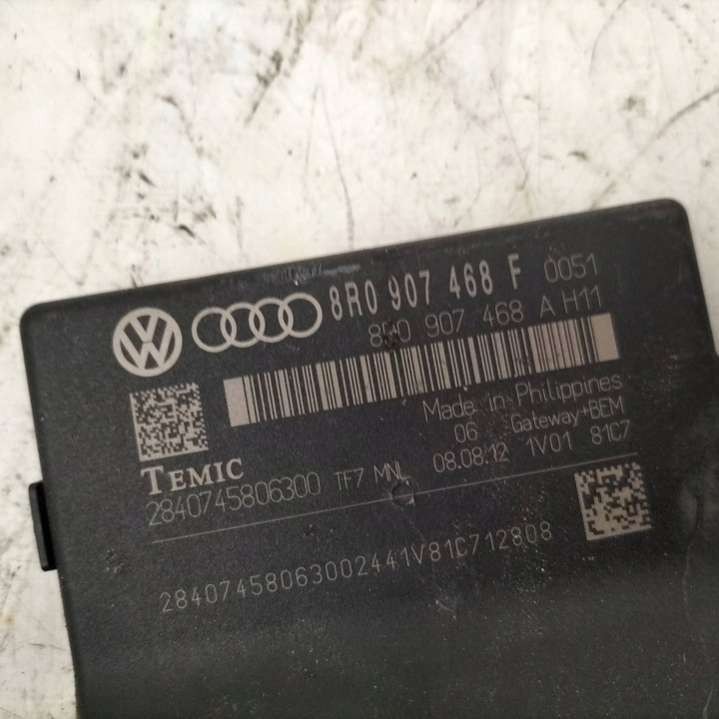 8R0 907 468 F 0051
8R0 907 468 A H11
Made in Philippines
06 Gateway+BEM
TEMIC
2840745806300 TF7 MNL 08.08.12 1V01 81C7
28407458063002441V81C712808